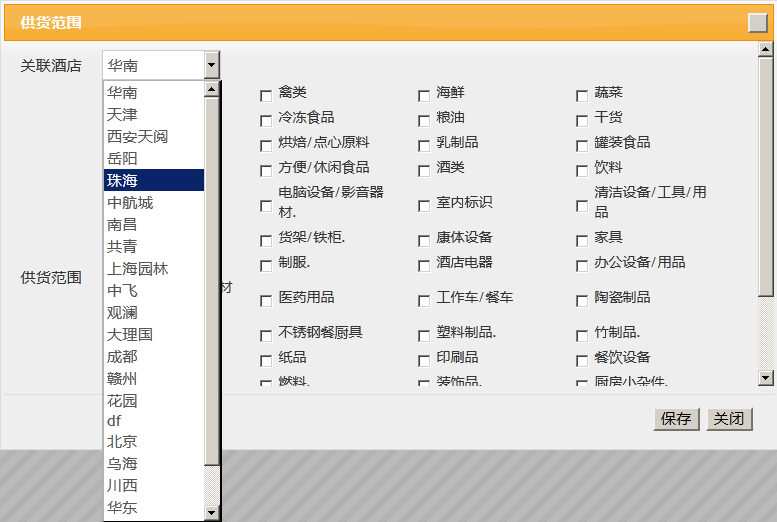 供货范围
关联酒店 华南
华南
天津
西安天阅
岳阳
珠海
中航城
南昌
共青
上海园林
中飞
观澜
大理国
成都
赣州
花园
df
北京
乌海
川西
华东
供货范围
禽类 海鲜 蔬菜
冷冻食品 粮油 干货
烘焙/点心原料 乳制品 罐装食品
方便/休闲食品 酒类 饮料
电脑设备/影音器材. 室内标识 清洁设备/工具/用品
货架/铁柜. 康体设备 家具
制服. 酒店电器 办公设备/用品
材 医药用品 工作车/餐车 陶瓷制品
不锈钢餐厨具 塑料制品. 竹制品.
纸品 印刷品 餐饮设备
燃料. 装饰品. 厨房小杂件.
保存 关闭